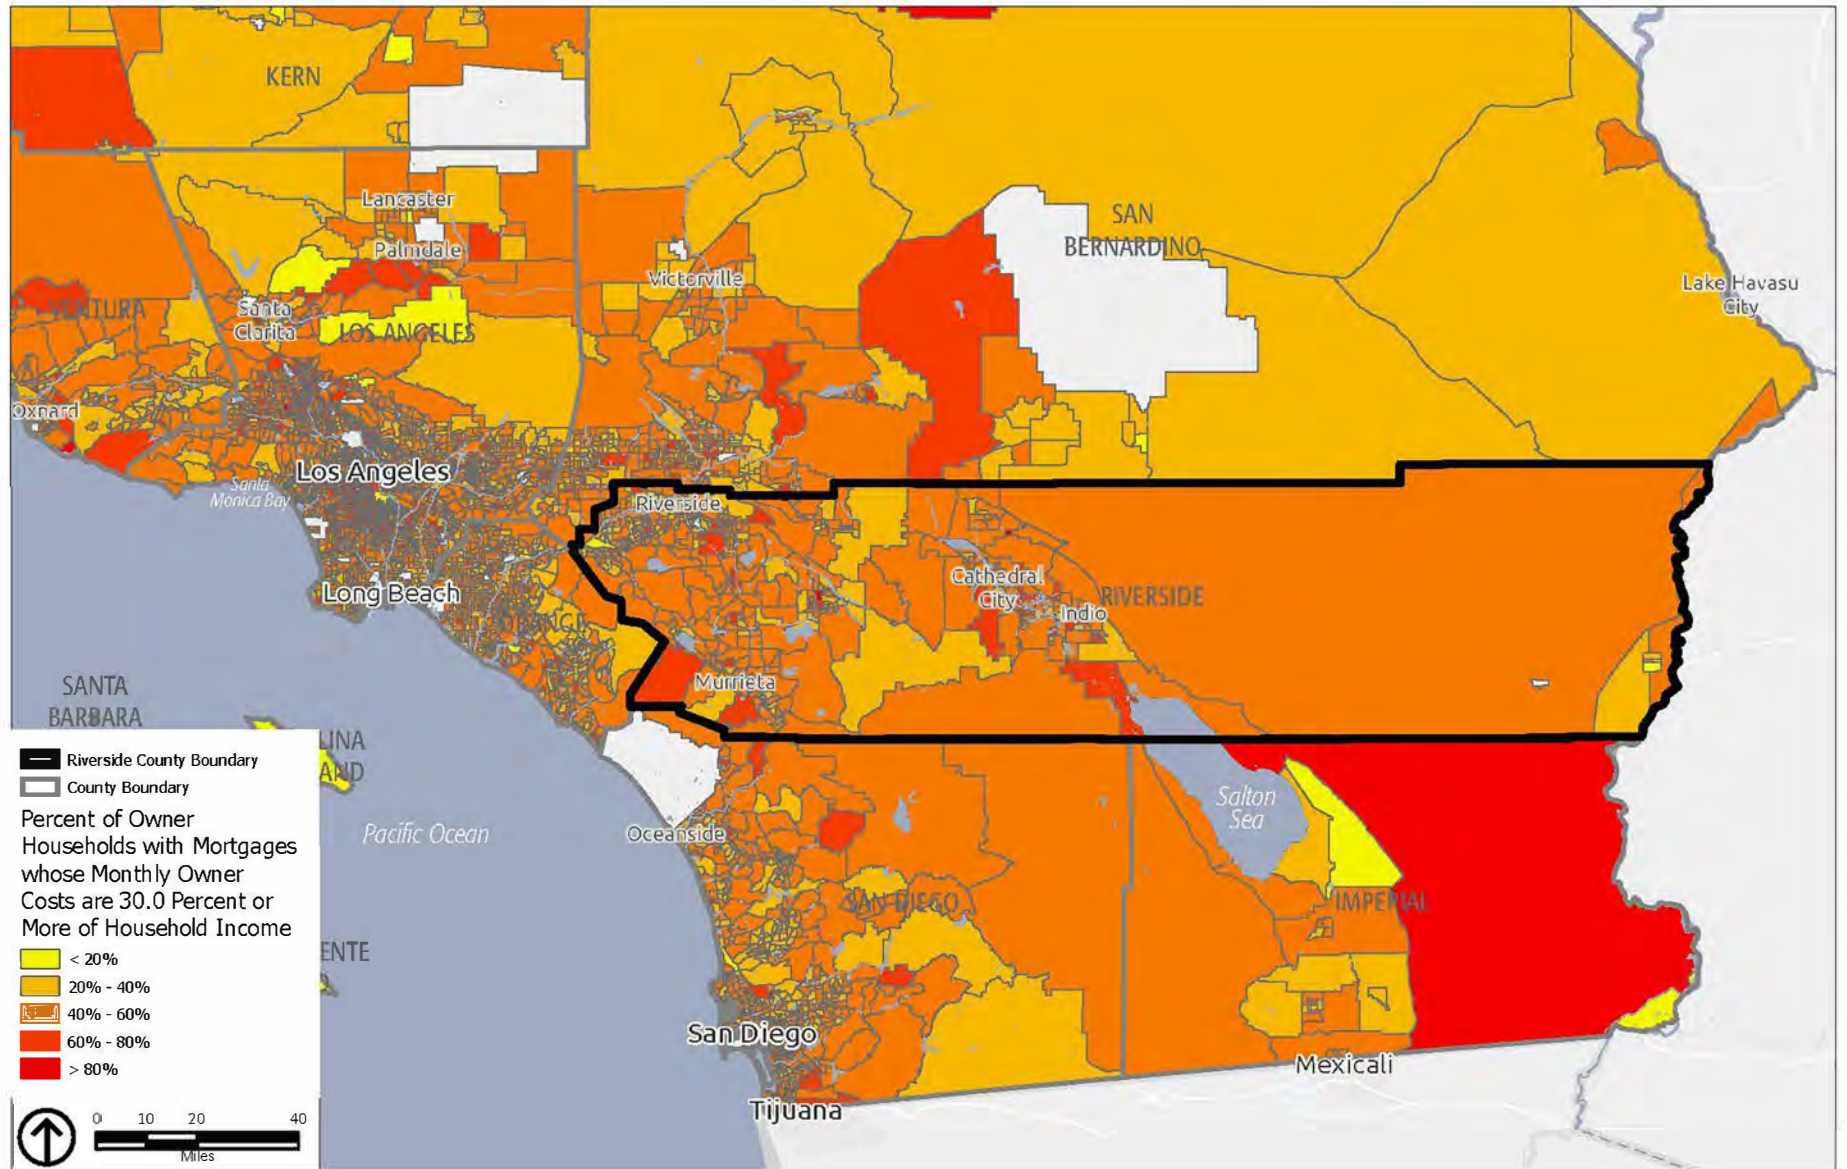 KERN
Lancaster
Palmdale
SAN
BERNARDINO
Victorville
Lake Havasu
City
VENTURA
Santa
Clarita
LOS ANGELES
Oxnard
Los Angeles
Santa
Monica Bay
Riverside
Long Beach
Cathedral
City
Indio
RIVERSIDE
Murrieta
SANTA
BARBARA
LINA
AND
Salton
Sea
Pacific Ocean
Oceanside
SAN DIEGO
IMPERIAL
ENTE
San Diego
Mexicali
Tijuana
Riverside County Boundary
County Boundary
Percent of Owner
Households with Mortgages
whose Monthly Owner
Costs are 30.0 Percent or
More of Household Income
< 20%
20% - 40%
40% - 60%
60% - 80%
> 80%
0 10 20 40
Miles